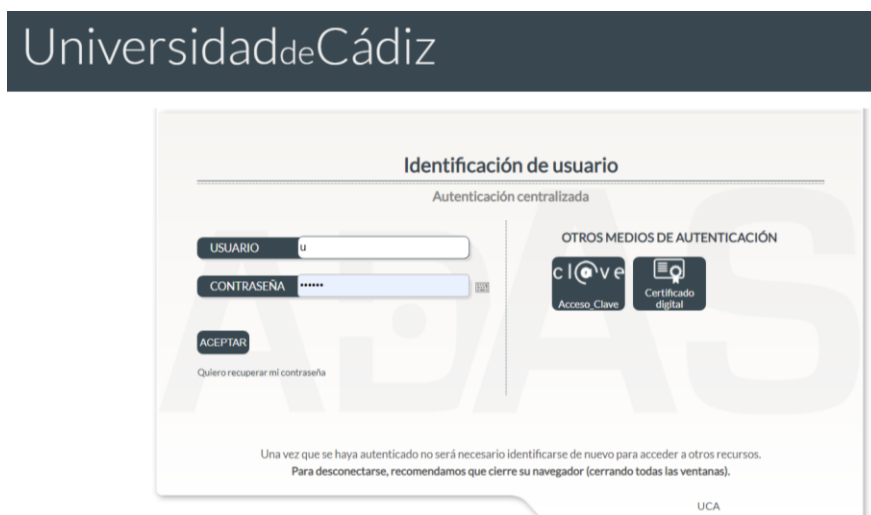 UniversidaddeCádiz
Identificación de usuario
Autenticación centralizada
USUARIO u
CONTRASEÑA ••••••
ACEPTAR
Quiero recuperar mi contraseña
OTROS MEDIOS DE AUTENTICACIÓN
cl@ve
Acceso_Clave
Certificado
digital
ADAS
Una vez que se haya autenticado no será necesario identificarse de nuevo para acceder a otros recursos.
Para desconectarse, recomendamos que cierre su navegador (cerrando todas las ventanas).
UCA